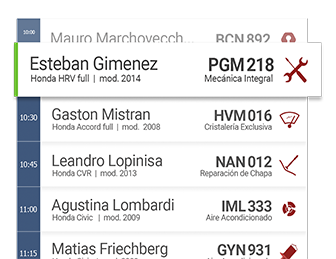 10:00
Mauro Marchovecch... BCN 892
Esteban Gimenez PGM 218
Honda HRV full | mod. 2014 Mecánica Integral
10:30
Gaston Mistran HVM 016
Honda Accord full | mod. 2008 Cristalería Exclusiva
10:45
Leandro Lopinisa NAN 012
Honda CVR | mod. 2013 Reparación de Chapa
11:00
Agustina Lombardi IML 333
Honda Civic | mod. 2009 Aire Acondicionado
11:15
Matias Friechberg GYN 931